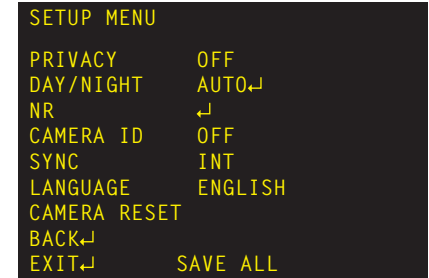 SETUP MENU
PRIVACY OFF
DAY/NIGHT AUTO↵
NR ↵
CAMERA ID OFF
SYNC INT
LANGUAGE ENGLISH
CAMERA RESET
BACK↵
EXIT↵ SAVE ALL